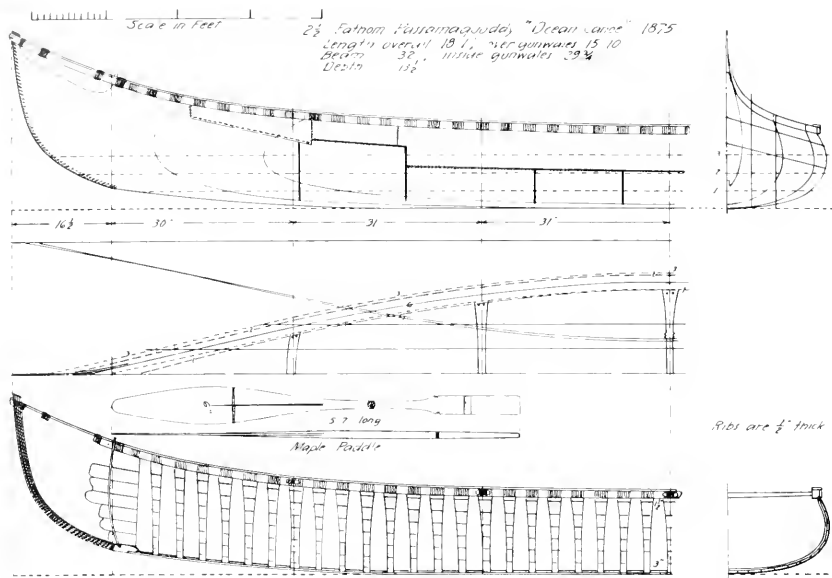 Scale in Feet
2½ Fathom Passamaquoddy "Ocean Canoe" 1875
Length overall 18 1, over gunwales 15 10
Beam 32, inside gunwales 29¾
Depth
16½ 30" 31 31"
5 7 long
Maple Paddle
Ribs are ½" thick
3"